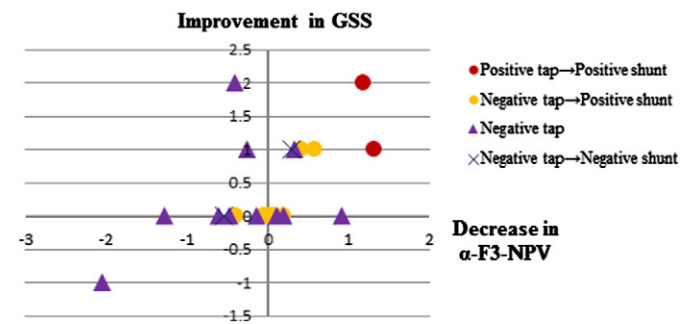 Improvement in GSS
2.5
2
1.5
1
0.5
0
-3 -2 -1 0 1 2
-0.5
-1
-1.5
Positive tap→Positive shunt
Negative tap→Positive shunt
Negative tap
Negative tap→Negative shunt
Decrease in
α-F3-NPV